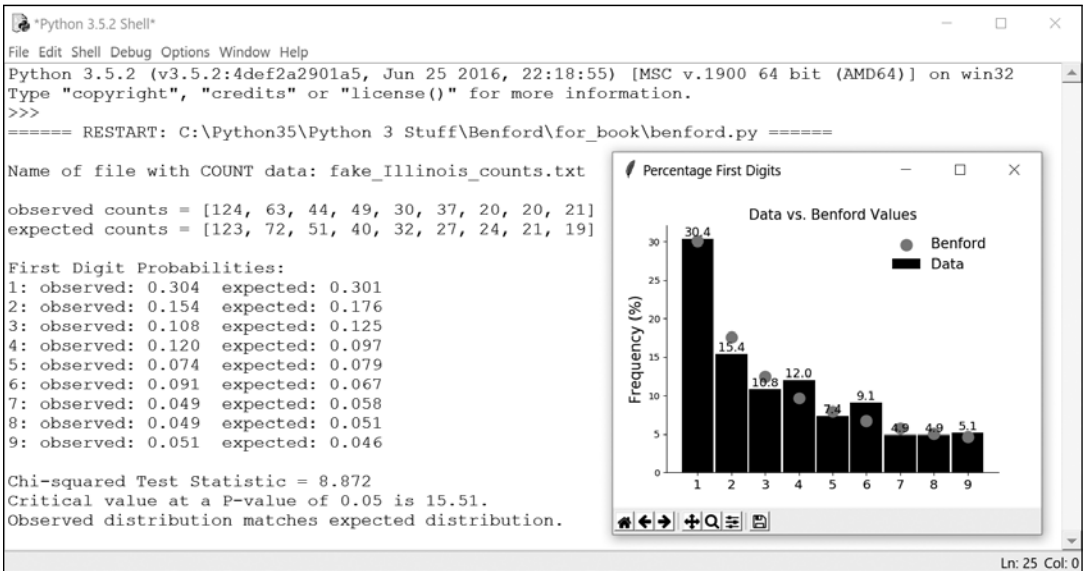 *Python 3.5.2 Shell*
File Edit Shell Debug Options Window Help
Python 3.5.2 (v3.5.2:4def2a2901a5, Jun 25 2016, 22:18:55) [MSC v.1900 64 bit (AMD64)] on win32
Type "copyright", "credits" or "license()" for more information.
>>>
====== RESTART: C:\Python35\Python 3 Stuff\Benford\for_book\benford.py ======
Name of file with COUNT data: fake_Illinois_counts.txt
observed counts = [124, 63, 44, 49, 30, 37, 20, 20, 21]
expected counts = [123, 72, 51, 40, 32, 27, 24, 21, 19]
First Digit Probabilities:
1: observed: 0.304  expected: 0.301
2: observed: 0.154  expected: 0.176
3: observed: 0.108  expected: 0.125
4: observed: 0.120  expected: 0.097
5: observed: 0.074  expected: 0.079
6: observed: 0.091  expected: 0.067
7: observed: 0.049  expected: 0.058
8: observed: 0.049  expected: 0.051
9: observed: 0.051  expected: 0.046
Chi-squared Test Statistic = 8.872
Critical value at a P-value of 0.05 is 15.51.
Observed distribution matches expected distribution.
Percentage First Digits
Data vs. Benford Values
Benford
Data
Frequency (%)
30
25
20
15
10
5
0
30.4
15.4
10.8
12.0
7.4
9.1
4.9
4.9
5.1
1 2 3 4 5 6 7 8 9
Ln: 25 Col: 0